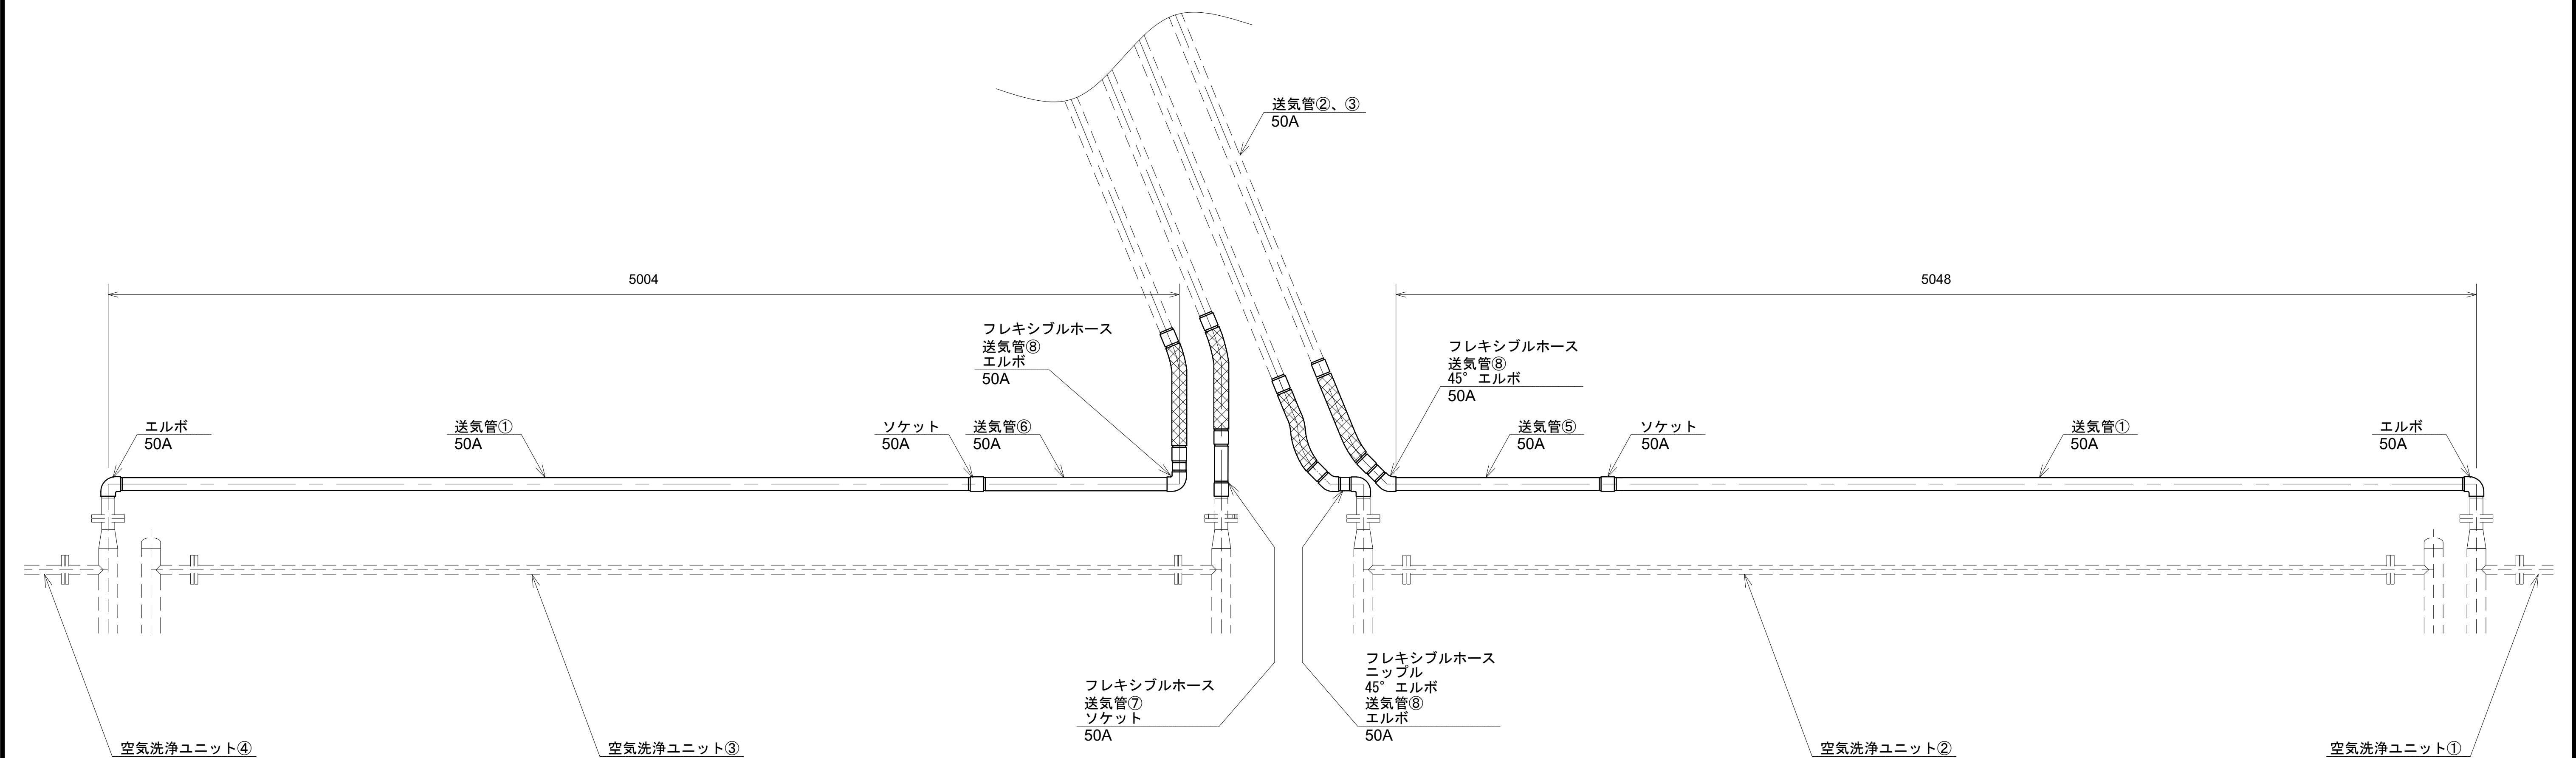 送気管②、③
50A
5004
5048
フレキシブルホース
送気管⑧
エルボ
50A
フレキシブルホース
送気管⑧
45°エルボ
50A
エルボ
50A
送気管①
50A
ソケット
50A
送気管⑥
50A
送気管⑤
50A
ソケット
50A
送気管①
50A
エルボ
50A
フレキシブルホース
送気管⑦
ソケット
50A
フレキシブルホース
ニップル
45°エルボ
送気管⑧
エルボ
50A
空気洗浄ユニット④
空気洗浄ユニット③
空気洗浄ユニット②
空気洗浄ユニット①